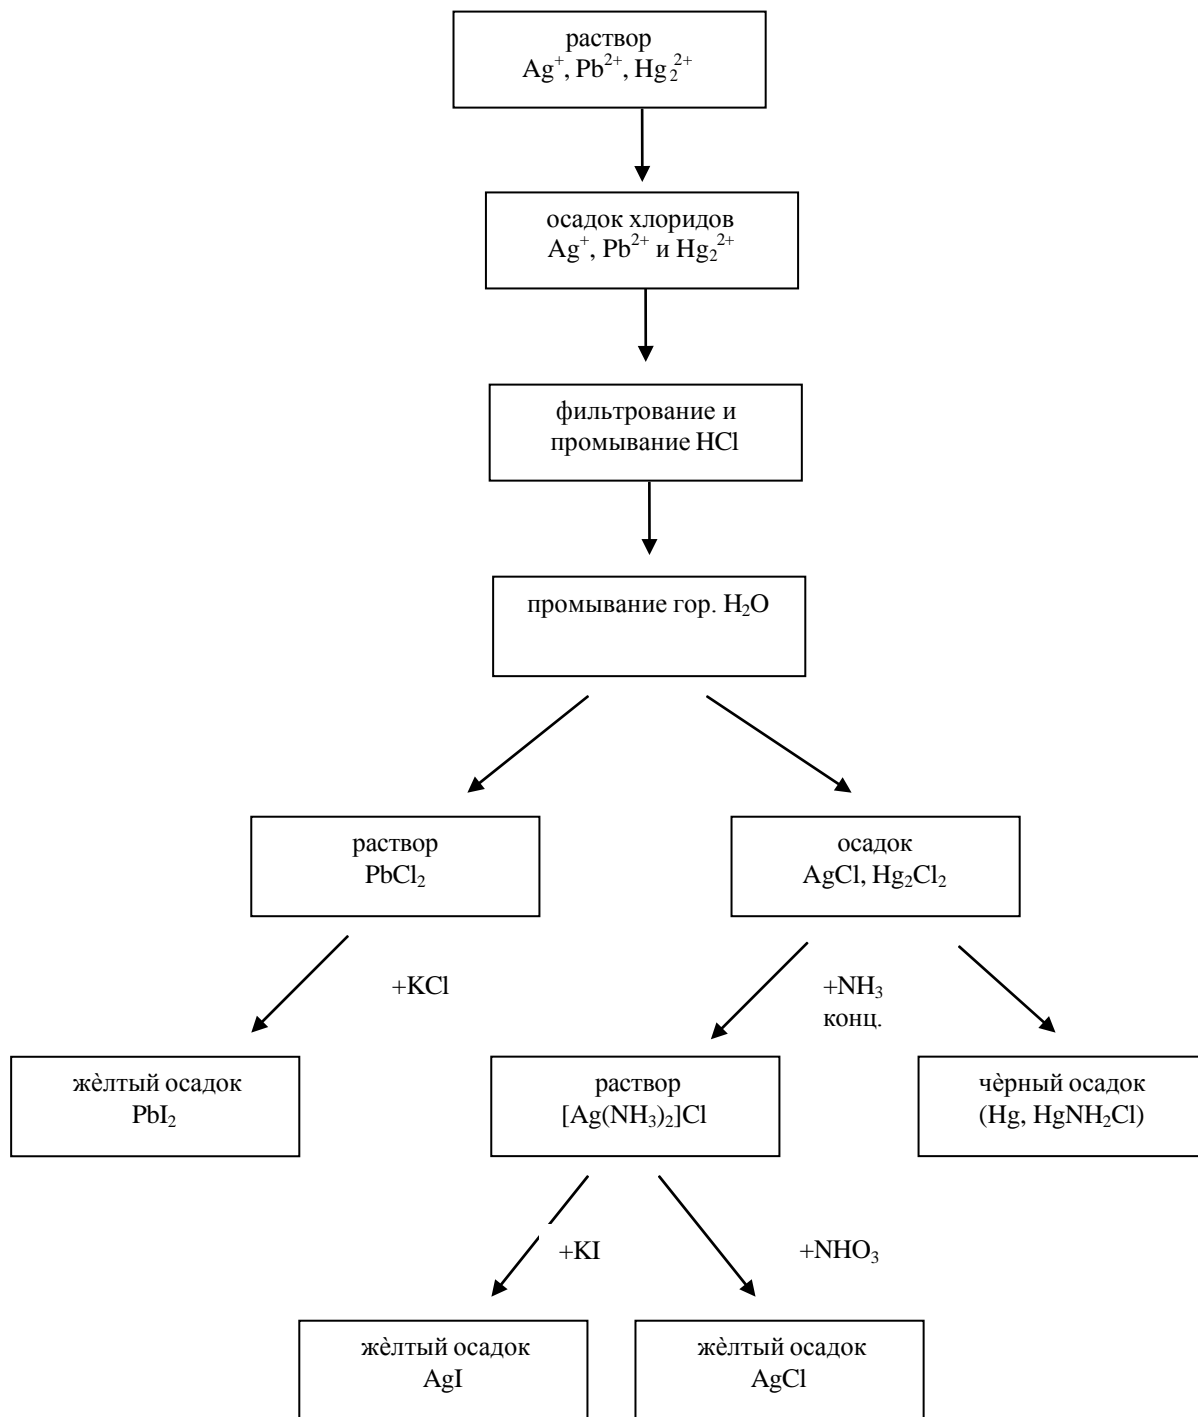 раствор
Ag⁺, Pb²⁺, Hg₂²⁺
осадок хлоридов
Ag⁺, Pb²⁺ и Hg₂²⁺
фильтрование и
промывание HCl
промывание гор. H₂O
раствор
PbCl₂
осадок
AgCl, Hg₂Cl₂
+KCl
+NH₃
конц.
жѐлтый осадок
PbI₂
раствор
[Ag(NH₃)₂]Cl
чѐрный осадок
(Hg, HgNH₂Cl)
+KI
+NHO₃
жѐлтый осадок
AgI
жѐлтый осадок
AgCl